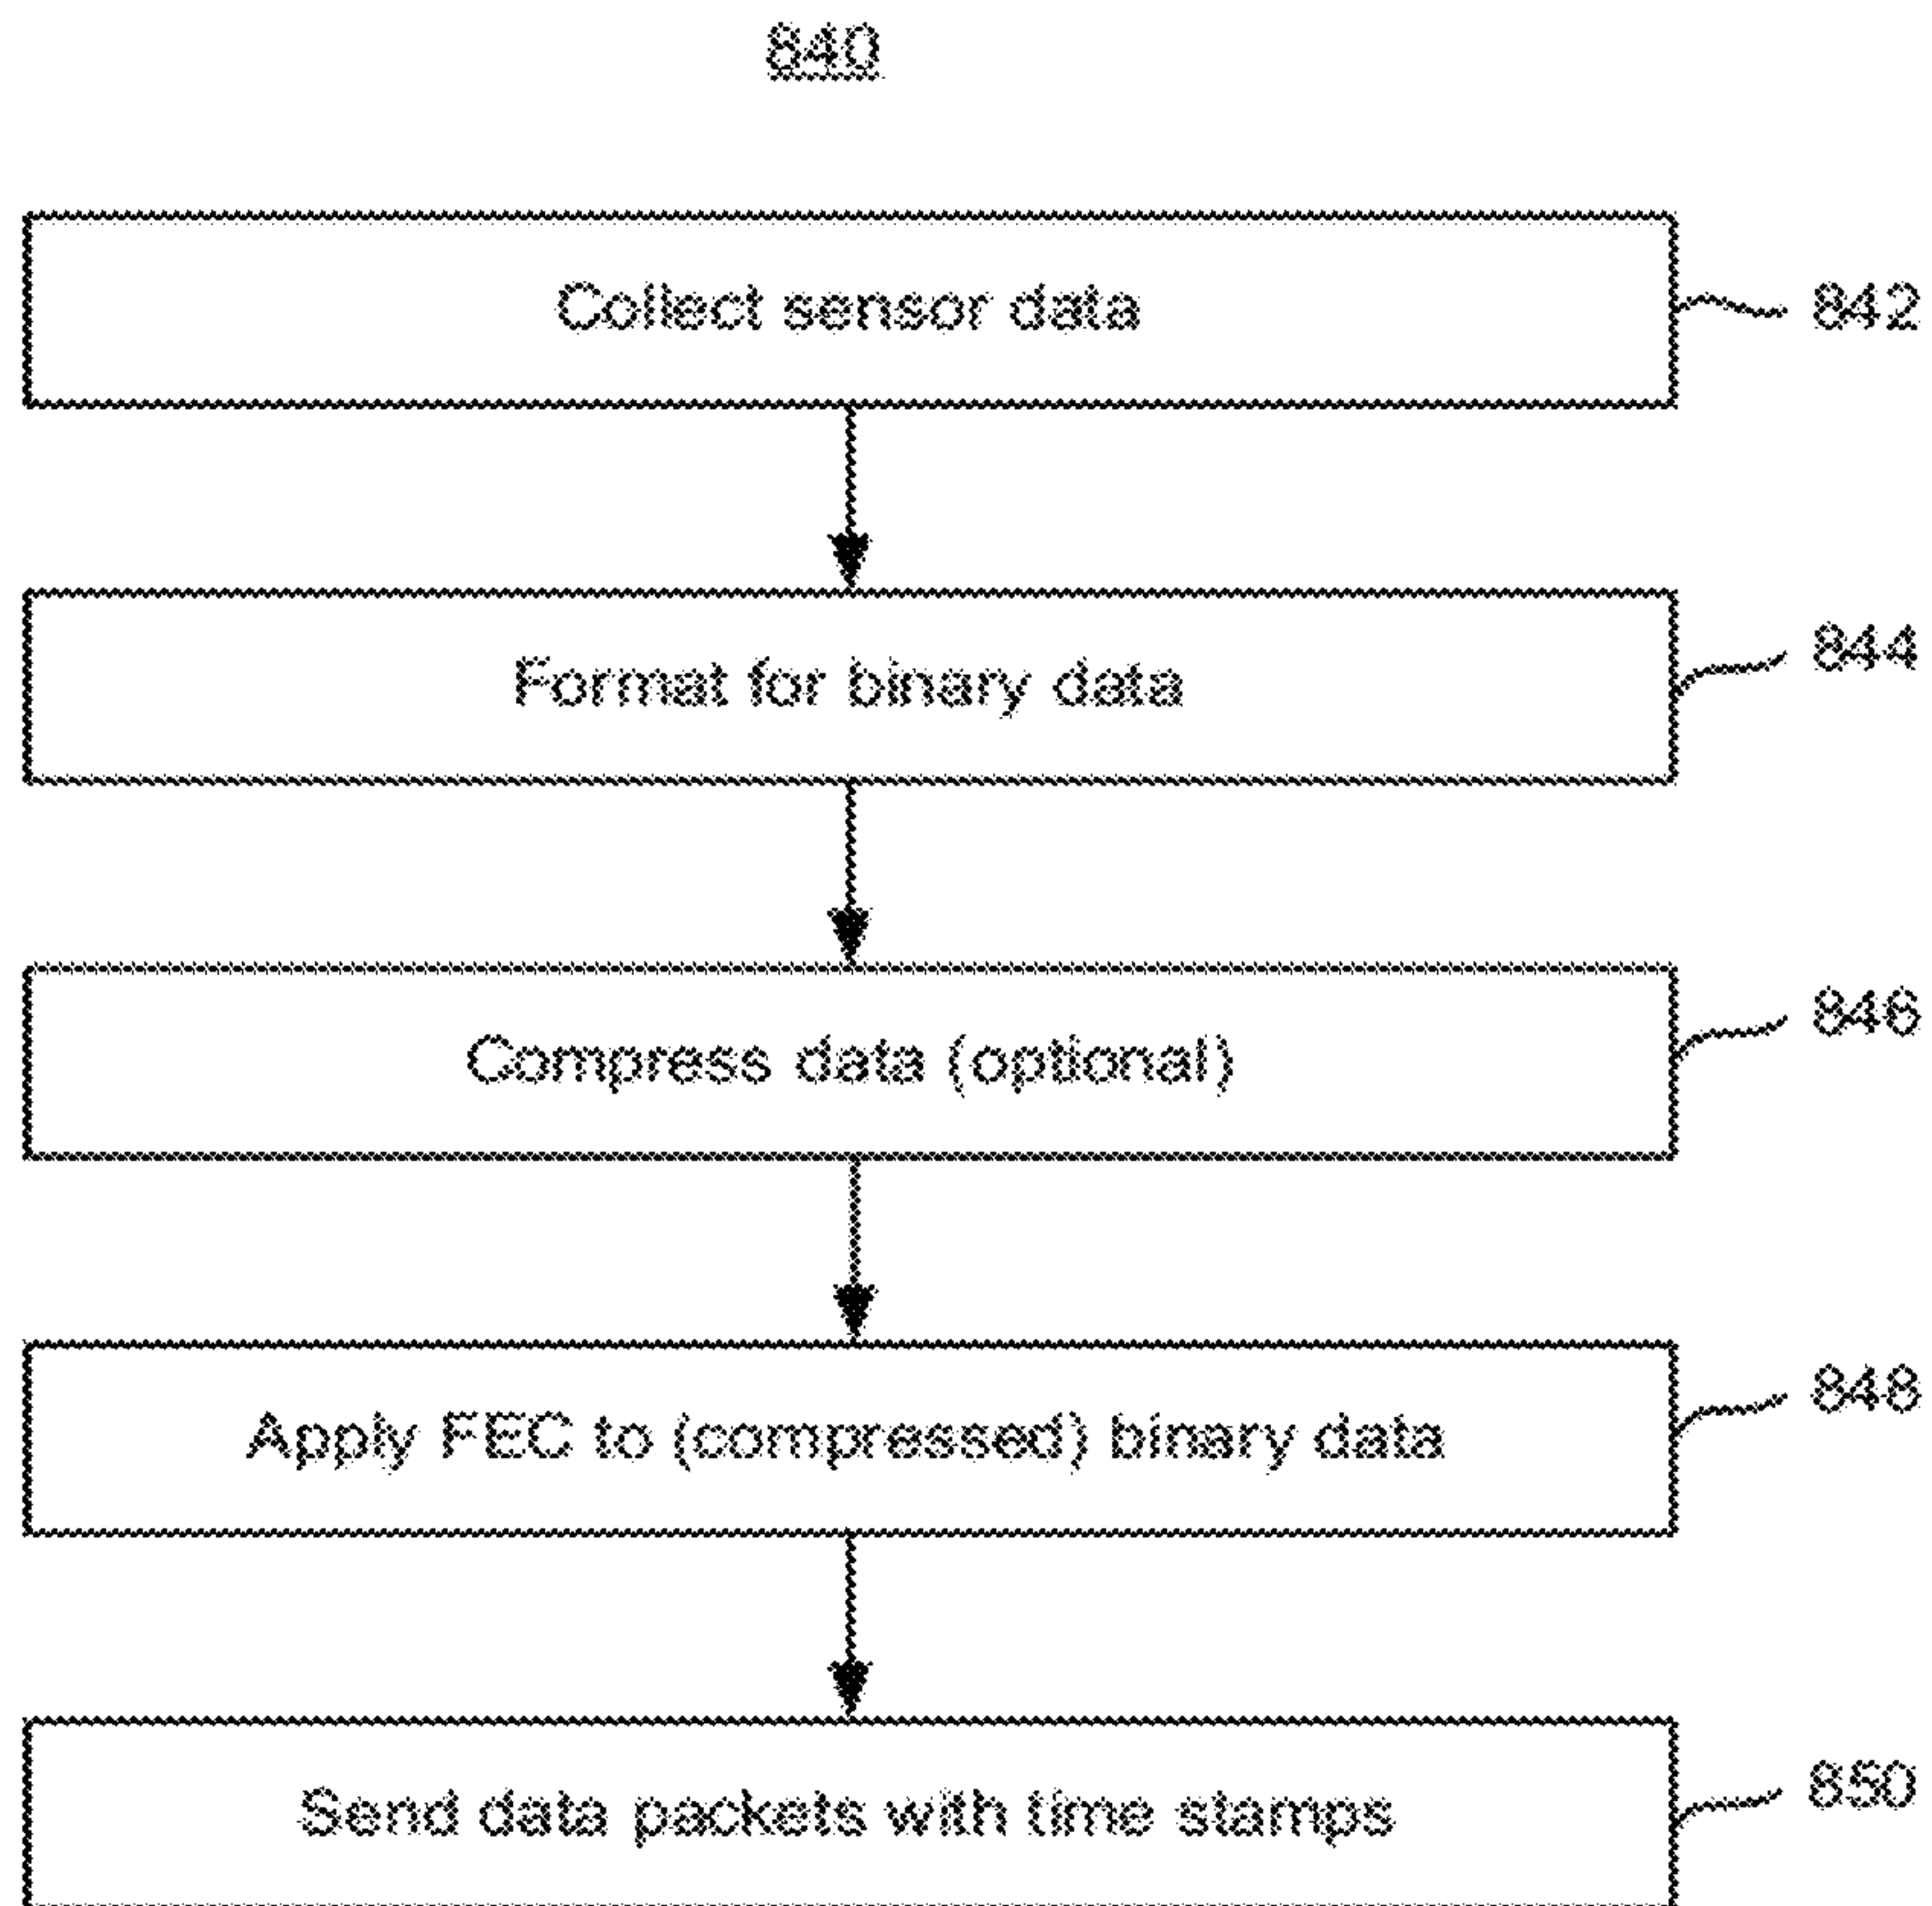 840
Collect sensor data
842
Format for binary data
844
Compress data (optional)
846
Apply FEC to (compressed) binary data
848
Send data packets with time stamps
850